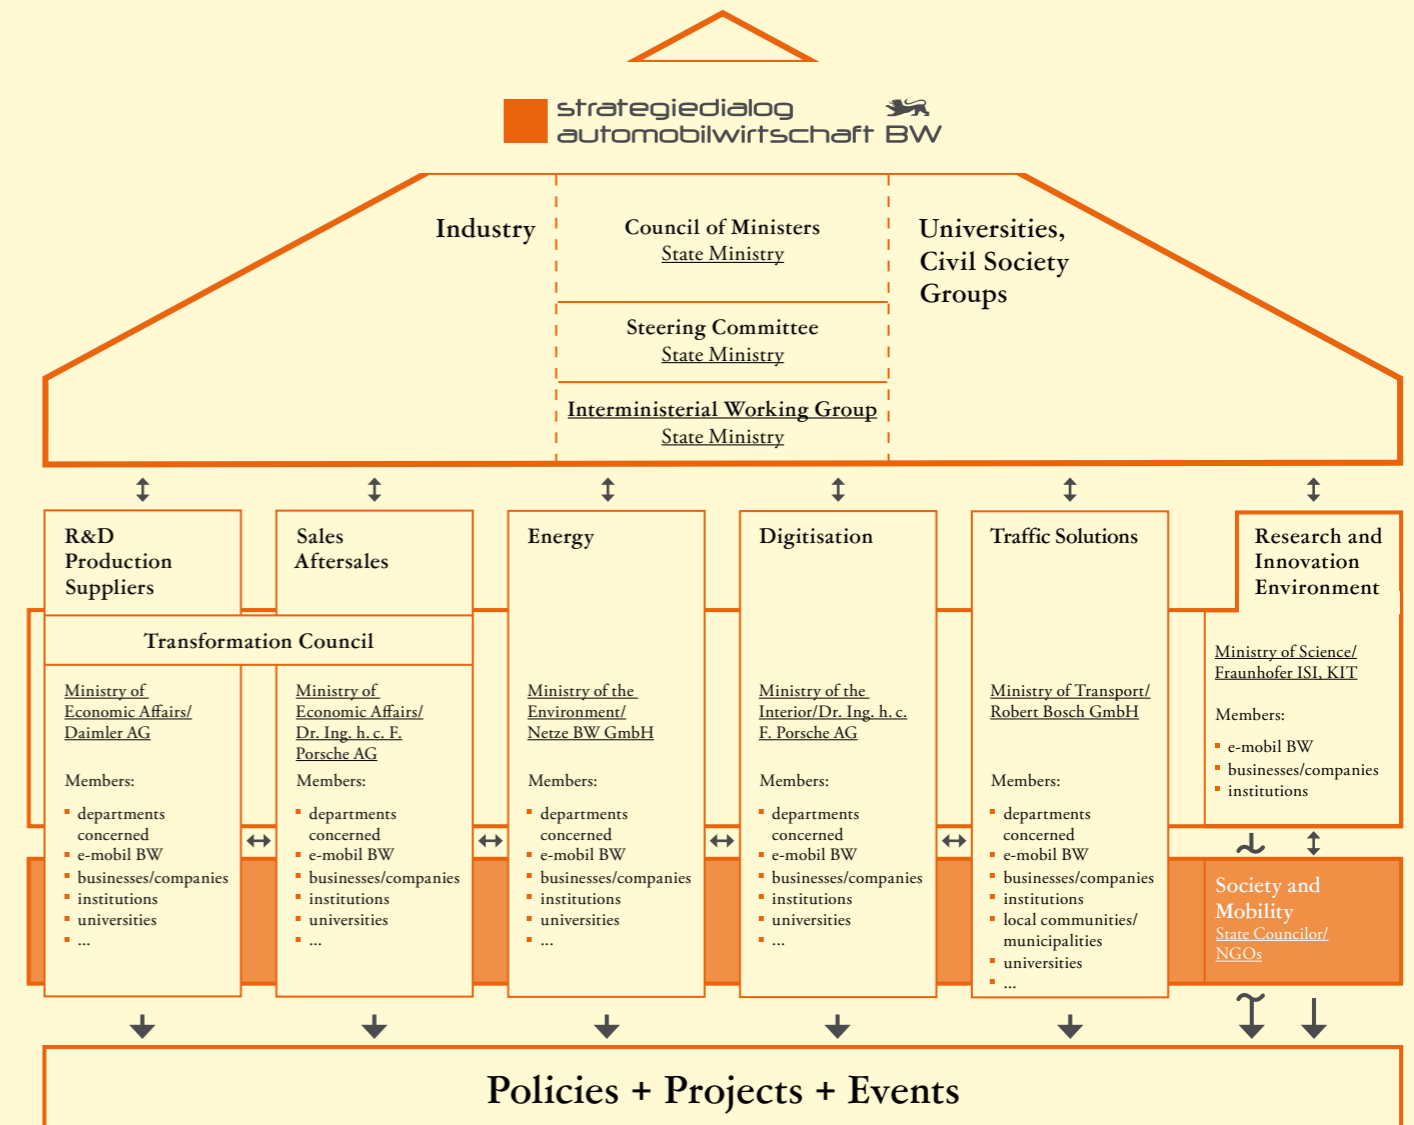 strategiedialog
automobilwirtschaft BW
Industry
Council of Ministers
State Ministry
Steering Committee
State Ministry
Interministerial Working Group
State Ministry
Universities,
Civil Society
Groups
R&D
Production
Suppliers
Sales
Aftersales
Transformation Council
Ministry of
Economic Affairs/
Daimler AG
Members:
departments
concerned
e-mobil BW
businesses/companies
institutions
universities
...
Ministry of
Economic Affairs/
Dr. Ing. h. c. F.
Porsche AG
Members:
departments
concerned
e-mobil BW
businesses/companies
institutions
universities
...
Energy
Ministry of the
Environment/
Netze BW GmbH
Members:
departments
concerned
e-mobil BW
businesses/companies
institutions
universities
...
Digitisation
Ministry of the
Interior/Dr. Ing. h. c.
F. Porsche AG
Members:
departments
concerned
e-mobil BW
businesses/companies
institutions
universities
...
Traffic Solutions
Ministry of Transport/
Robert Bosch GmbH
Members:
departments
concerned
e-mobil BW
businesses/companies
institutions
local communities/
municipalities
universities
...
Research and
Innovation
Environment
Ministry of Science/
Fraunhofer ISI, KIT
Members:
e-mobil BW
businesses/companies
institutions
Society and
Mobility
State Councilor/
NGOs
Policies + Projects + Events